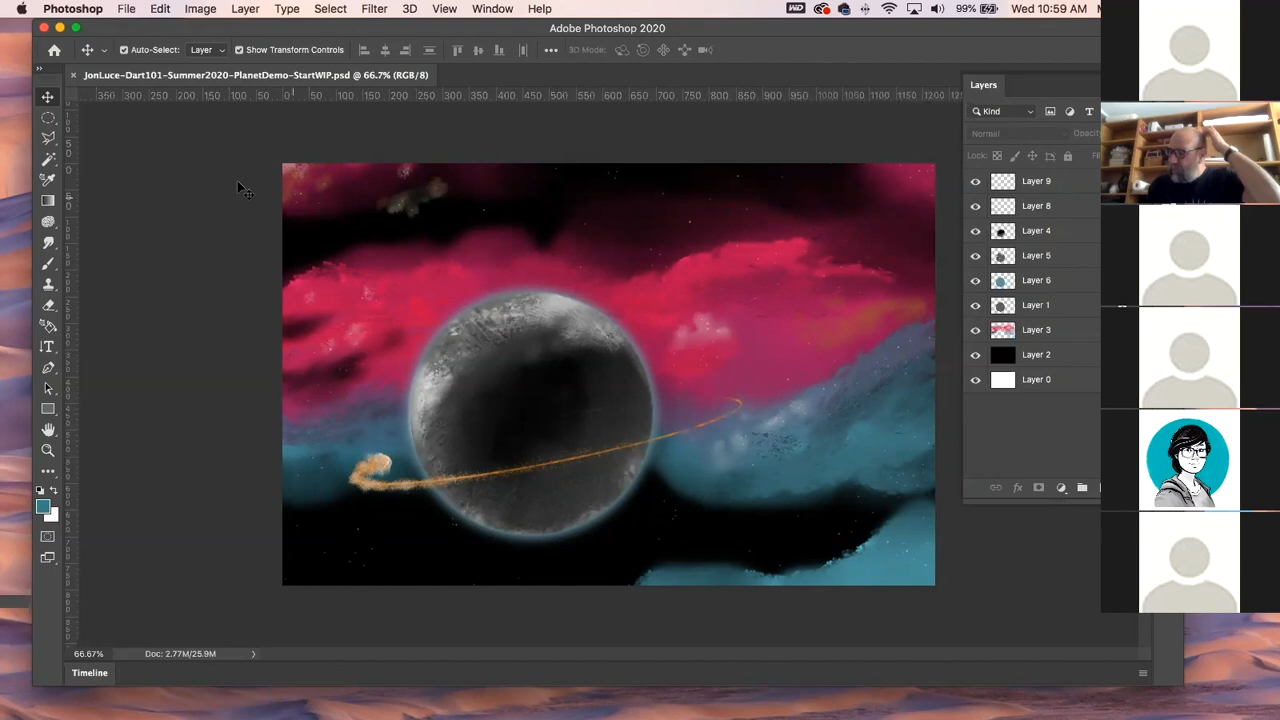 Photoshop File Edit Image Layer Type Select Filter 3D View Window Help 99% Wed 10:59 AM
Adobe Photoshop 2020
Auto-Select: Layer Show Transform Controls 3D Mode:
JonLuce-Dart101-Summer2020-PlanetDemo-StartWIP.psd @ 66.7% (RGB/8)
350 300 250 200 150 100 50 0 50 100 150 200 250 300 350 400 450 500 550 600 650 700 750 800 850 900 950 1000 1050 1100 1150 1200
Layers
Kind
Normal Opacity
Lock:
Layer 9
Layer 8
Layer 4
Layer 5
Layer 6
Layer 1
Layer 3
Layer 2
Layer 0
fx
66.67% Doc: 2.77M/25.9M
Timeline